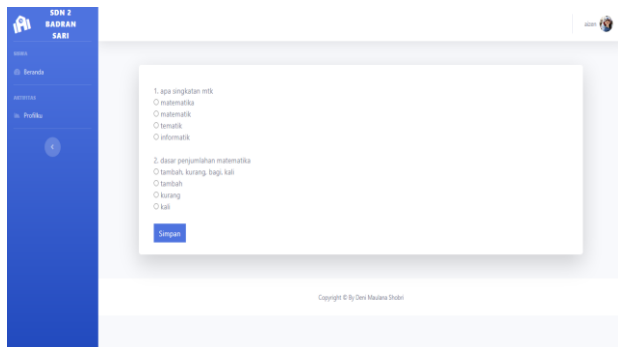 SDN 2
BADRAN
SARI
Beranda
Profilku
1. apa singkatan mtk
matematika
matematik
tematik
informatik
2. dasar penjumlahan matematika
tambah, kurang, bagi, kali
tambah
kurang
kali
Simpan
Copyright © By Deni Maulana Shobri